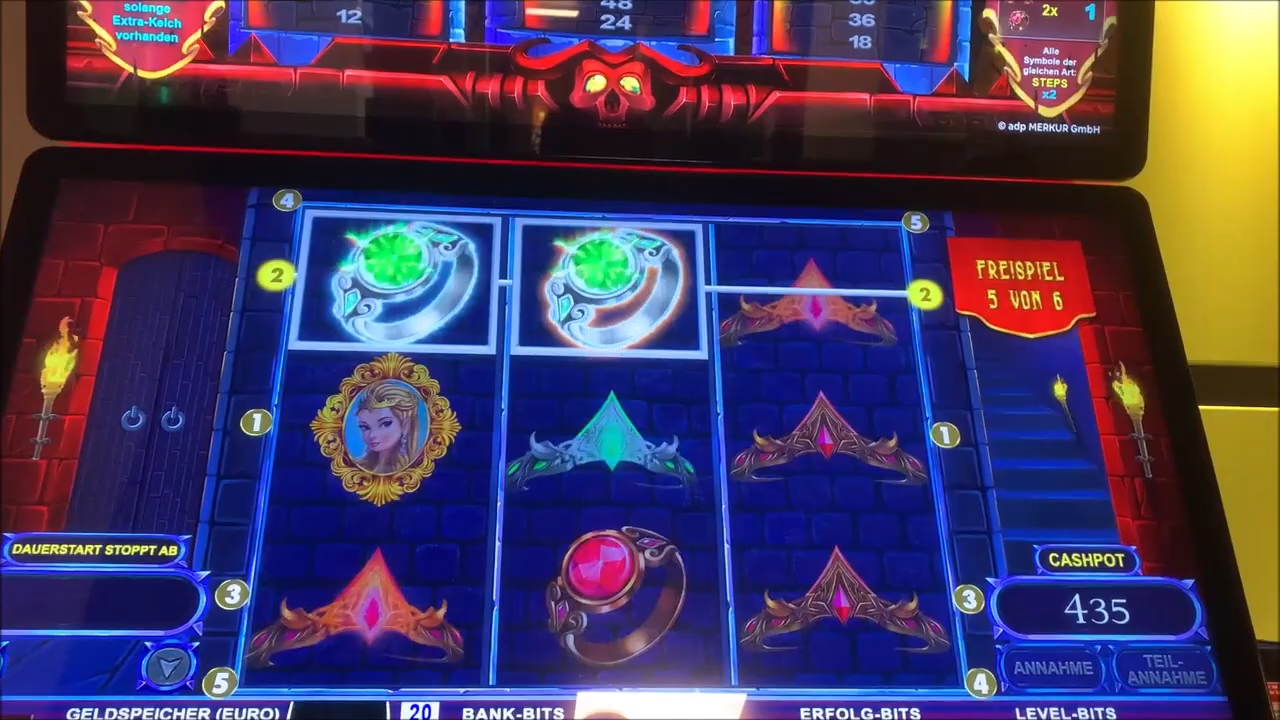 solange
Extra-Kelch
vorhanden
12
48
24
36
18
2x
1
Alle
Symbole der
gleichen Art:
STEPS
x2
© adp MERKUR GmbH
4
5
2
2
FREISPIEL
5 VON 6
1
1
DAUERSTART STOPPT AB
CASHPOT
3
3
435
ANNAHME
TEIL-
ANNAHME
5
4
GELDSPEICHER (EURO)
20
BANK-BITS
ERFOLG-BITS
LEVEL-BITS